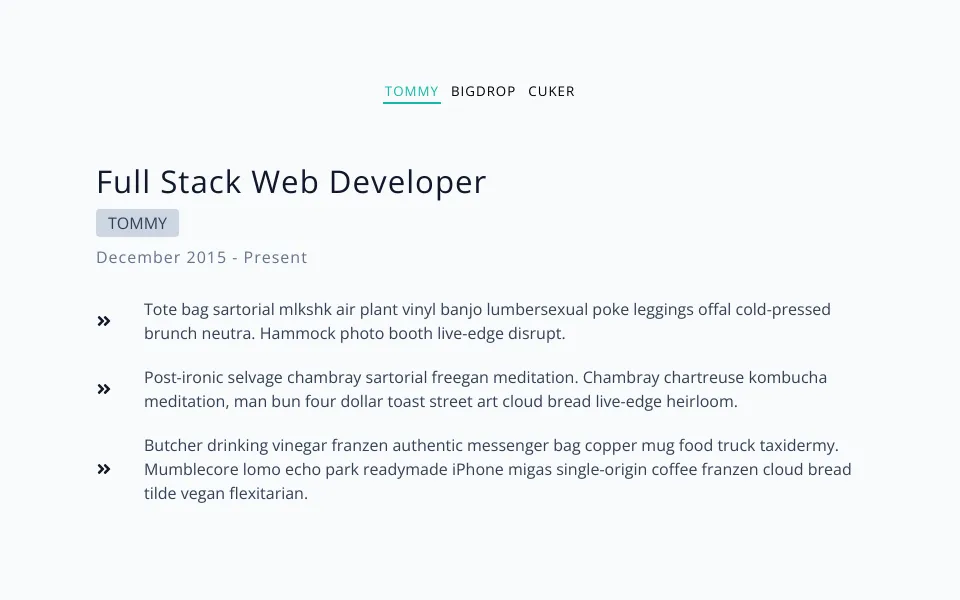 TOMMY BIGDROP CUKER
Full Stack Web Developer
TOMMY
December 2015 - Present
» Tote bag sartorial mlkshk air plant vinyl banjo lumbersexual poke leggings offal cold-pressed
brunch neutra. Hammock photo booth live-edge disrupt.
» Post-ironic selvage chambray sartorial freegan meditation. Chambray chartreuse kombucha
meditation, man bun four dollar toast street art cloud bread live-edge heirloom.
» Butcher drinking vinegar franzen authentic messenger bag copper mug food truck taxidermy.
Mumblecore lomo echo park readymade iPhone migas single-origin coffee franzen cloud bread
tilde vegan flexitarian.